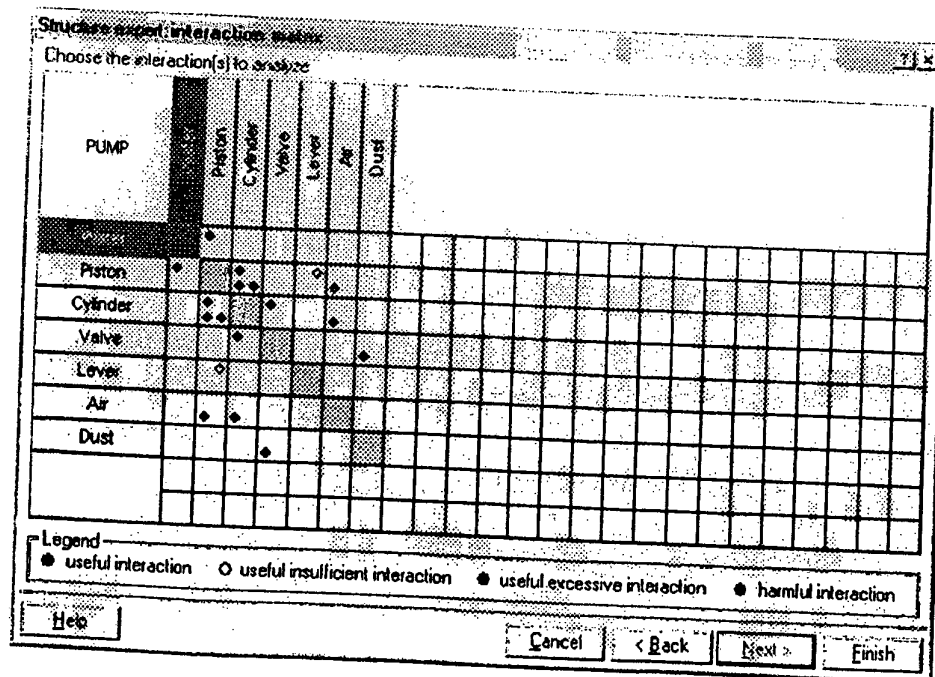 Structure expert: interaction matrix
Choose the interaction(s) to analyze
PUMP
Piston
Cylinder
Valve
Lever
Air
Dust
Piston
Cylinder
Valve
Lever
Air
Dust
Legend
useful interaction
useful insufficient interaction
useful excessive interaction
harmful interaction
Help
Cancel
< Back
Next >
Finish